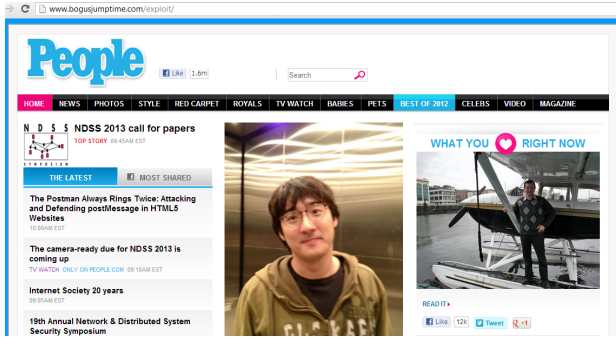 www.bogusjumptime.com/exploit/
People
Like 1.6m
Search
HOME NEWS PHOTOS STYLE RED CARPET ROYALS TV WATCH BABIES PETS BEST OF 2012 CELEBS VIDEO MAGAZINE
N D S S
SYMPOSIUM
NDSS 2013 call for papers
TOP STORY 09:45AM EST
THE LATEST
MOST SHARED
The Postman Always Rings Twice: Attacking
and Defending postMessage in HTML5
Websites
10:00AM EST
The camera-ready due for NDSS 2013 is
coming up
TV WATCH ONLY ON PEOPLE.COM 09:10AM EST
Internet Society 20 years
09:05AM EST
19th Annual Network & Distributed System
Security Symposium
WHAT YOU RIGHT NOW
READ IT
Like 12k Tweet +1